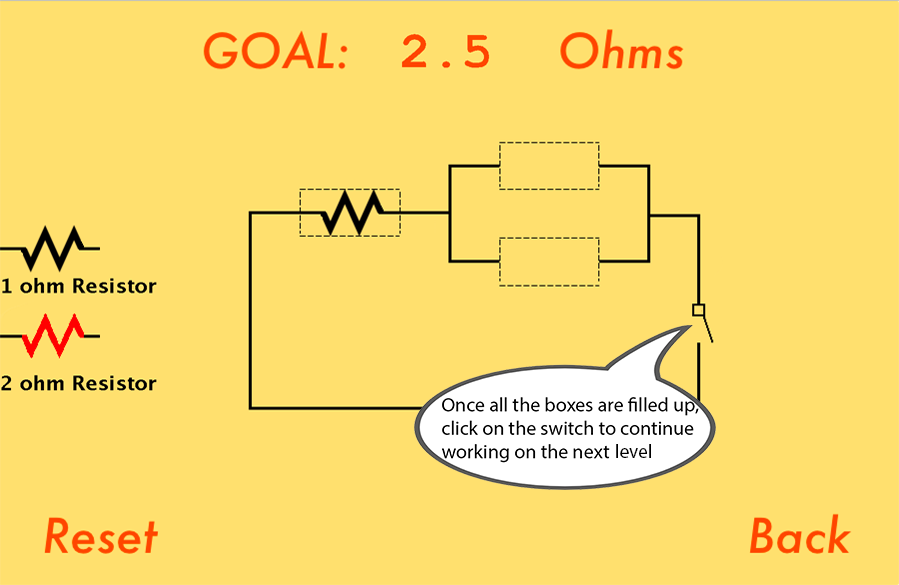 GOAL: 2.5 Ohms
1 ohm Resistor
2 ohm Resistor
Once all the boxes are filled up,
click on the switch to continue
working on the next level
Reset
Back